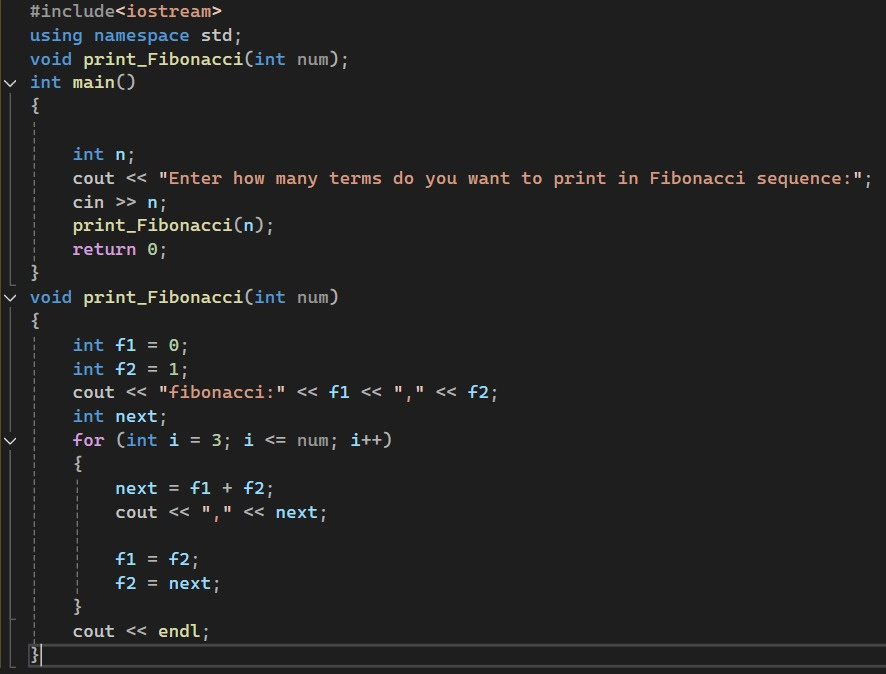 #include<iostream>
using namespace std;
void print_Fibonacci(int num);
int main()
{
int n;
cout << "Enter how many terms do you want to print in Fibonacci sequence:";
cin >> n;
print_Fibonacci(n);
return 0;
}
void print_Fibonacci(int num)
{
int f1 = 0;
int f2 = 1;
cout << "fibonacci:" << f1 << "," << f2;
int next;
for (int i = 3; i <= num; i++)
{
next = f1 + f2;
cout << "," << next;
f1 = f2;
f2 = next;
}
cout << endl;
}